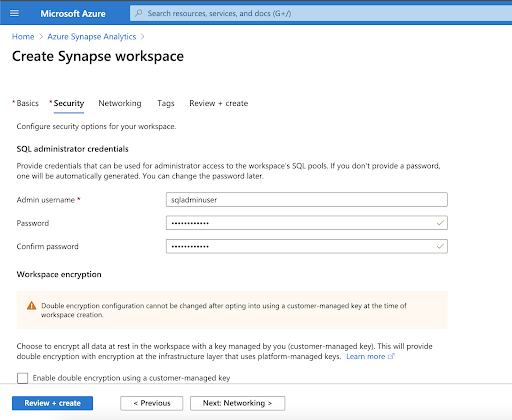 Microsoft Azure
Search resources, services, and docs (G+/)
Home > Azure Synapse Analytics >
Create Synapse workspace
* Basics * Security Networking Tags Review + create
Configure security options for your workspace.
SQL administrator credentials
Provide credentials that can be used for administrator access to the workspace's SQL pools. If you don't provide a password,
one will be automatically generated. You can change the password later.
Admin username * sqladminuser
Password ••••••••••••
Confirm password ••••••••••••
Workspace encryption
Double encryption configuration cannot be changed after opting into using a customer-managed key at the time of
workspace creation.
Choose to encrypt all data at rest in the workspace with a key managed by you (customer-managed key). This will provide
double encryption with encryption at the infrastructure layer that uses platform-managed keys. Learn more
Enable double encryption using a customer-managed key
Review + create < Previous Next: Networking >